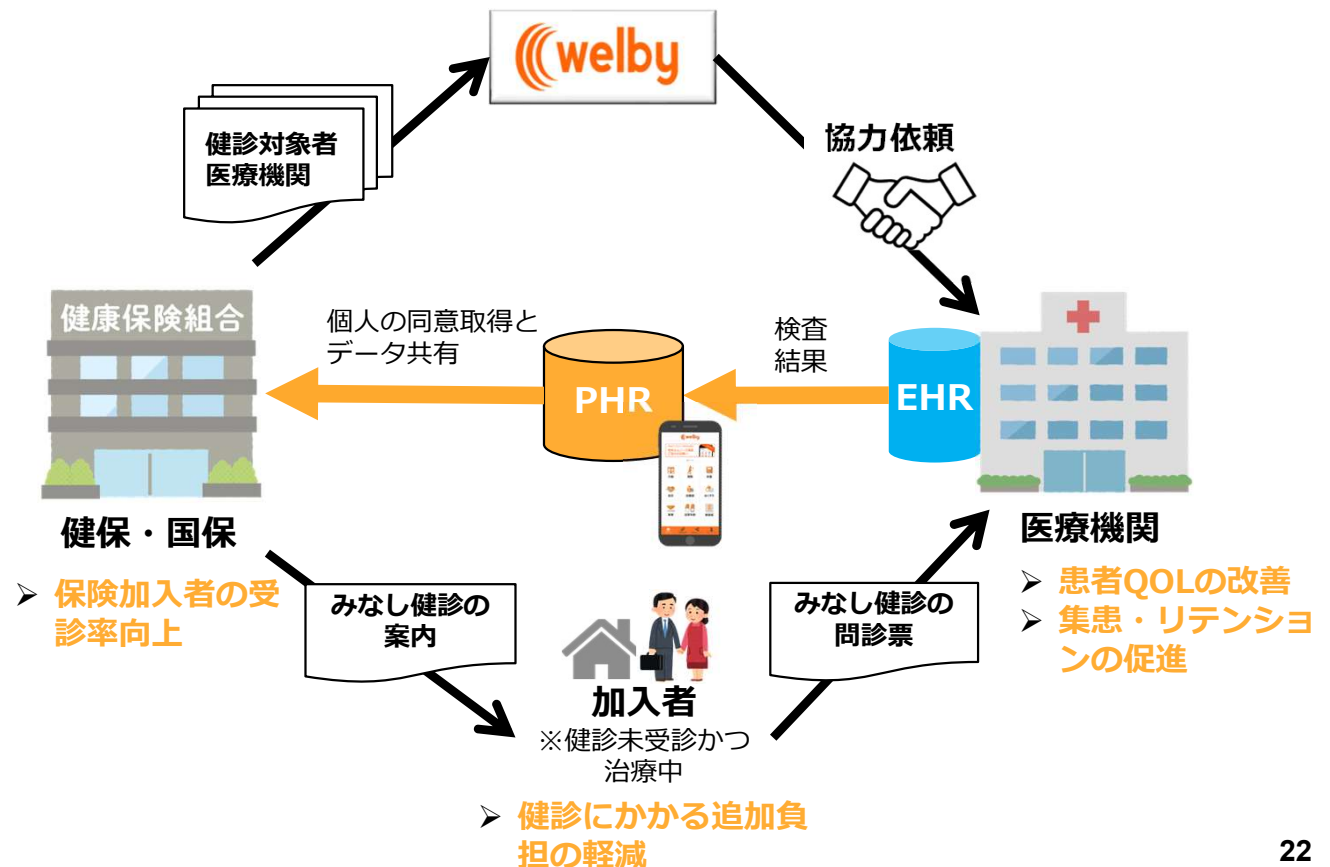 welby
健診対象者
医療機関
協力依頼
健康保険組合
個人の同意取得と
データ共有
検査
結果
PHR
EHR
welby
健保・国保
医療機関
➢ 保険加入者の受
診率向上
みなし健診の
案内
みなし健診の
問診票
➢ 患者QOLの改善
➢ 集患・リテンショ
ンの促進
加入者
※健診未受診かつ
治療中
➢ 健診にかかる追加負
担の軽減
22